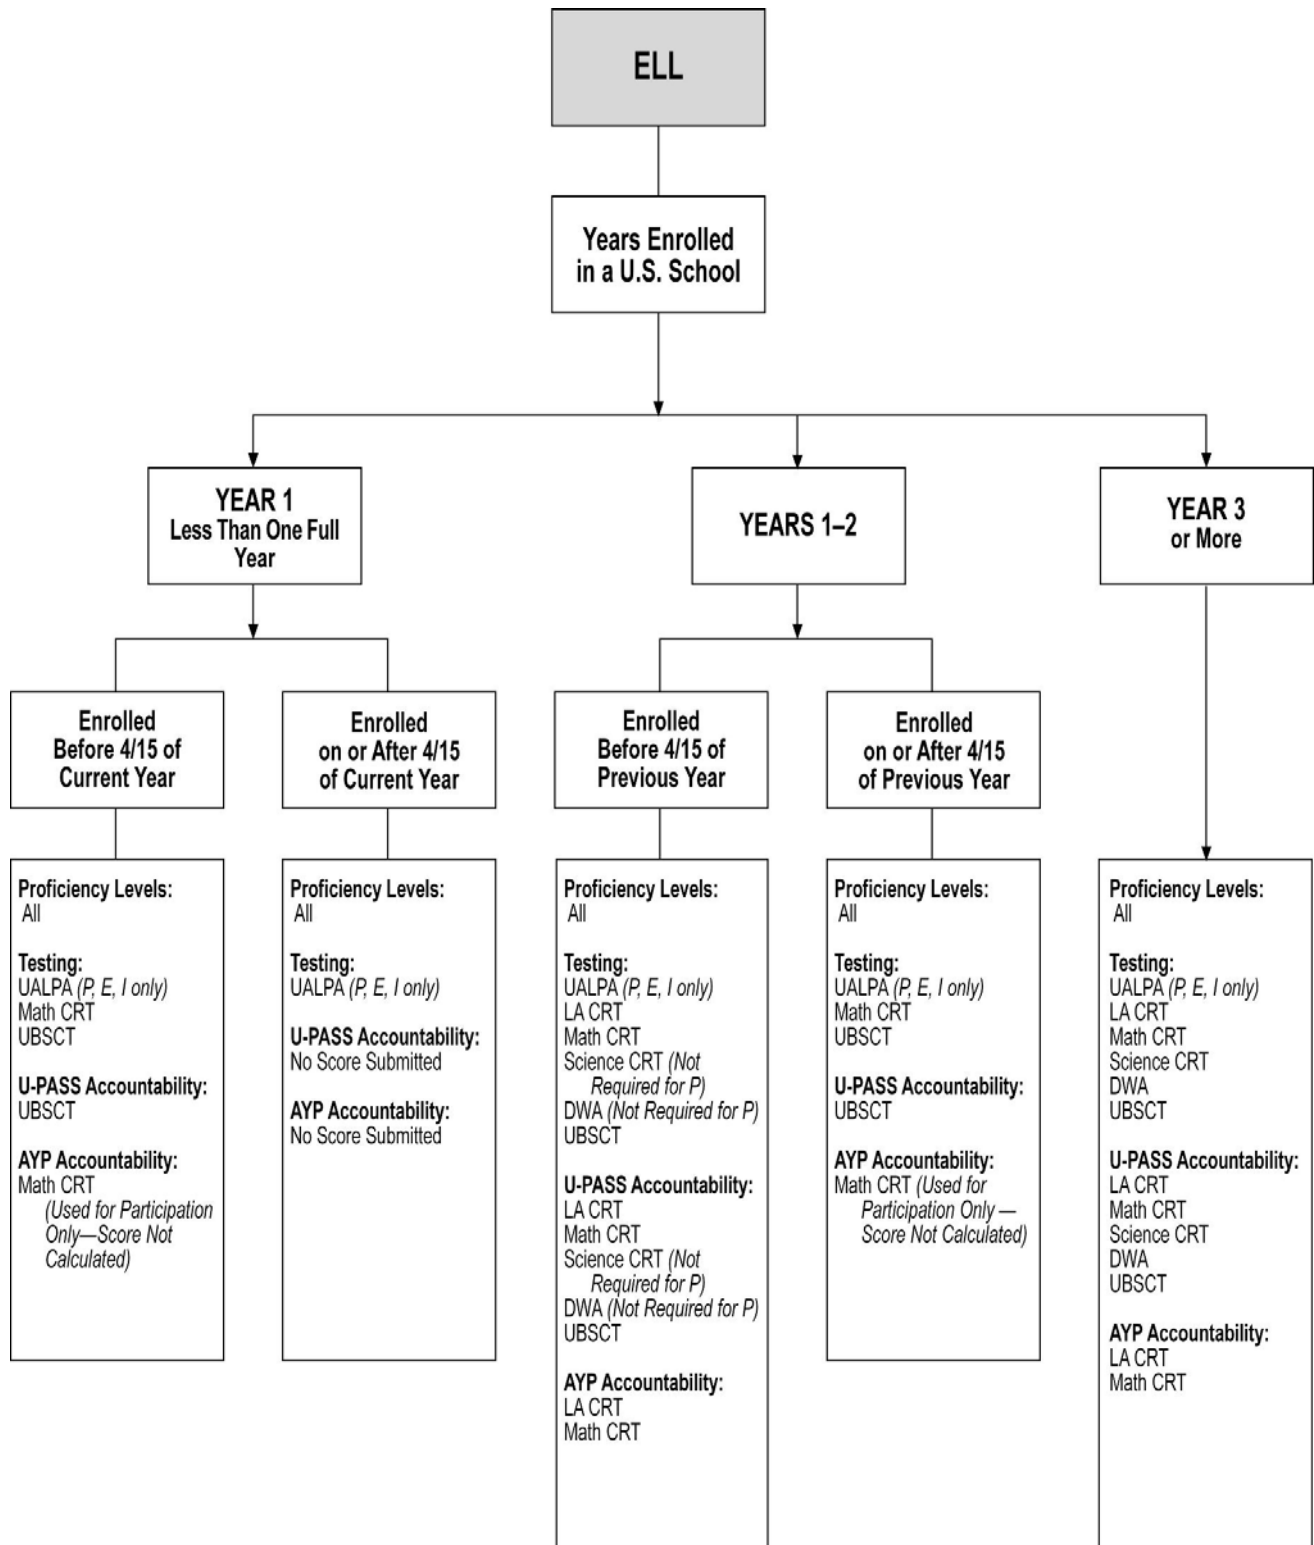 ELL
Years Enrolled
in a U.S. School
YEAR 1
Less Than One Full
Year
YEARS 1–2
YEAR 3
or More
Enrolled
Before 4/15 of
Current Year
Enrolled
on or After 4/15
of Current Year
Enrolled
Before 4/15 of
Previous Year
Enrolled
on or After 4/15
of Previous Year
Proficiency Levels:
All
Testing:
UALPA (P, E, I only)
Math CRT
UBSCT
U-PASS Accountability:
UBSCT
AYP Accountability:
Math CRT
(Used for Participation
Only—Score Not
Calculated)
Proficiency Levels:
All
Testing:
UALPA (P, E, I only)
U-PASS Accountability:
No Score Submitted
AYP Accountability:
No Score Submitted
Proficiency Levels:
All
Testing:
UALPA (P, E, I only)
LA CRT
Math CRT
Science CRT (Not
Required for P)
DWA (Not Required for P)
UBSCT
U-PASS Accountability:
LA CRT
Math CRT
Science CRT (Not
Required for P)
DWA (Not Required for P)
UBSCT
AYP Accountability:
LA CRT
Math CRT
Proficiency Levels:
All
Testing:
UALPA (P, E, I only)
Math CRT
UBSCT
U-PASS Accountability:
UBSCT
AYP Accountability:
Math CRT (Used for
Participation Only —
Score Not Calculated)
Proficiency Levels:
All
Testing:
UALPA (P, E, I only)
LA CRT
Math CRT
Science CRT
DWA
UBSCT
U-PASS Accountability:
LA CRT
Math CRT
Science CRT
DWA
UBSCT
AYP Accountability:
LA CRT
Math CRT